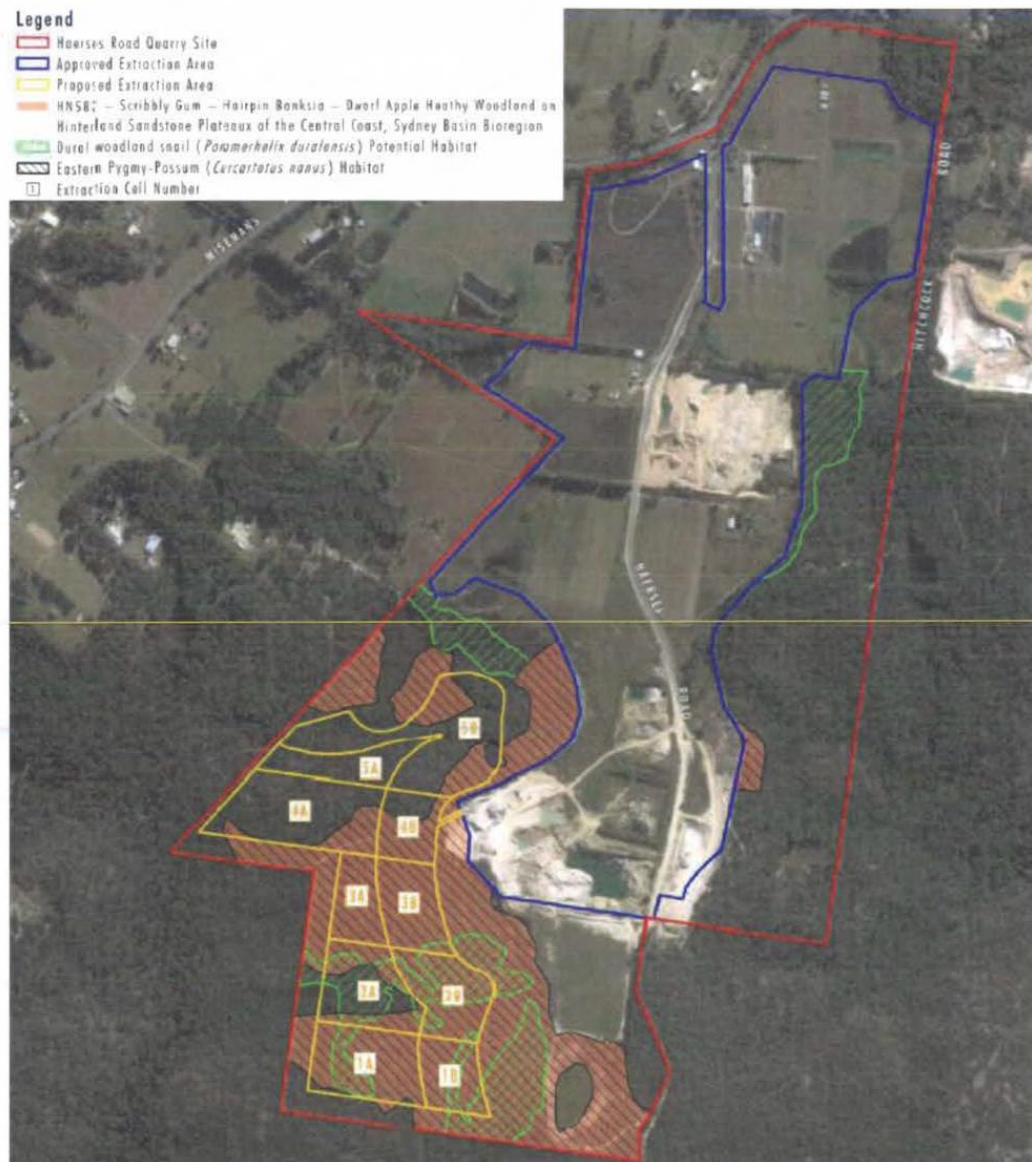 Legend
Haerses Road Quarry Site
Approved Extraction Area
Proposed Extraction Area
HN582 – Scribbly Gum – Hairpin Banksia – Dwarf Apple Heathy Woodland on
Hinterland Sandstone Plateaux of the Central Coast, Sydney Basin Bioregion
Dural woodland snail (Pommerhelix duralensis) Potential Habitat
Eastern Pygmy-Possum (Cercartetus nanus) Habitat
1 Extraction Cell Number
ROAD
WISEMANS
HITCHCOCK
HAERSES
ROAD
5B
5A
4A
4B
3A
3B
2A
2B
1A
1B